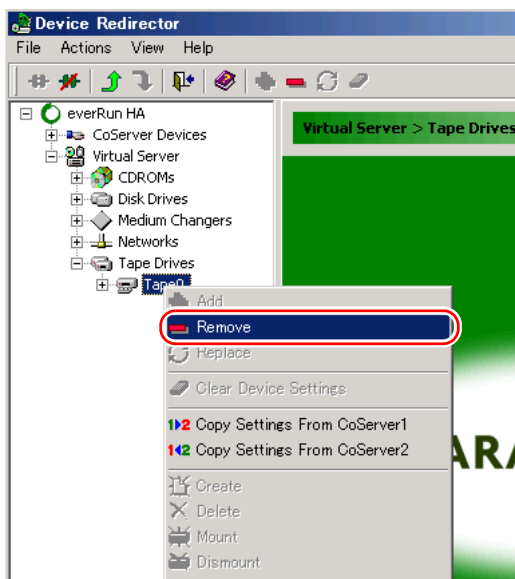 Device Redirector
File Actions View Help
everRun HA
CoServer Devices
Virtual Server
CDROMs
Disk Drives
Medium Changers
Networks
Tape Drives
Tape0
Virtual Server > Tape Drives
Add
Remove
Replace
Clear Device Settings
1 2 Copy Settings From CoServer1
1 2 Copy Settings From CoServer2
Create
Delete
Mount
Dismount